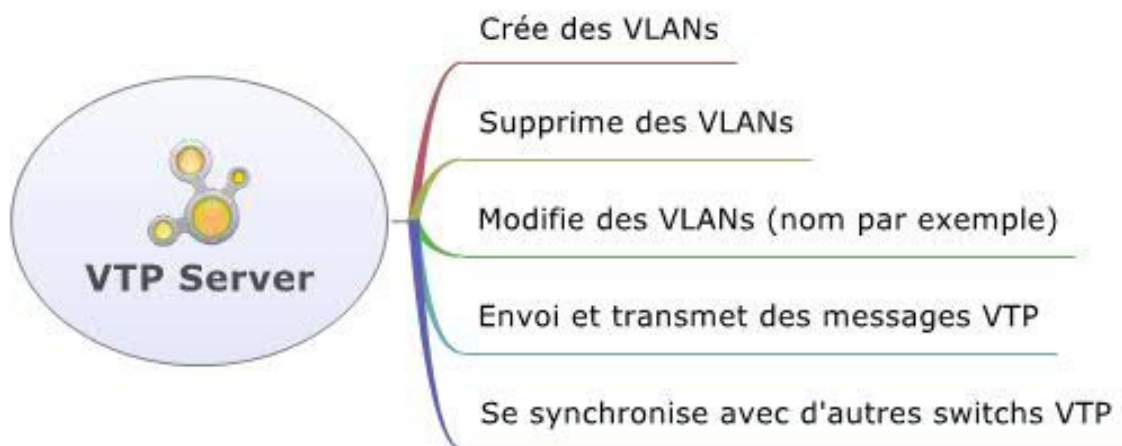 Crée des VLANs
Supprime des VLANs
Modifie des VLANs (nom par exemple)
VTP Server
Envoi et transmet des messages VTP
Se synchronise avec d'autres switchs VTP